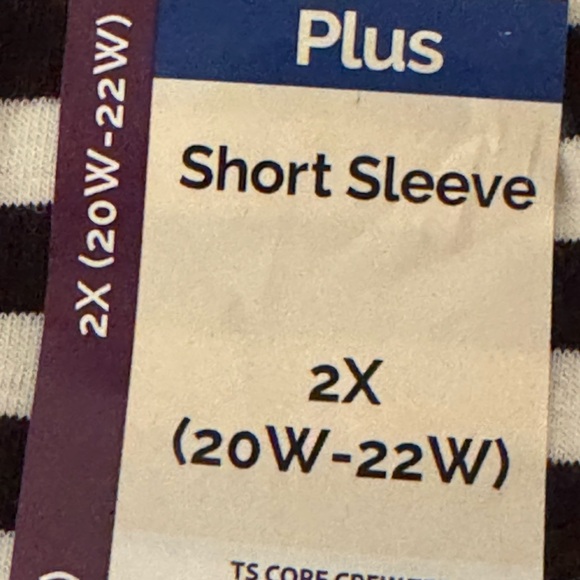 Plus
2X (20W-22W)
Short Sleeve
2X
(20W-22W)
TS CORE